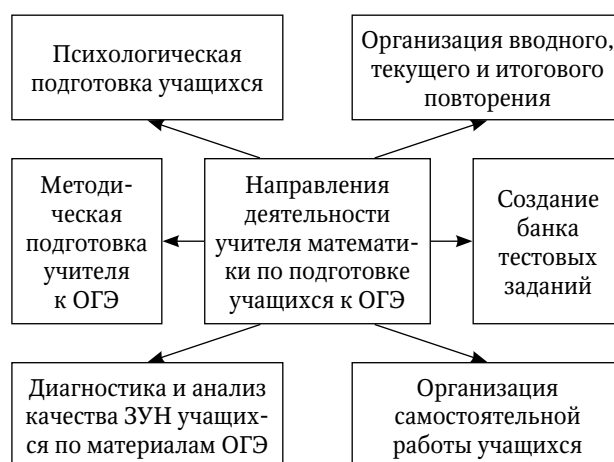 Психологическая
подготовка учащихся
Организация вводного,
текущего и итогового
повторения
Методи-
ческая
подготовка
учителя
к ОГЭ
Направления
деятельности
учителя математи-
ки по подготовке
учащихся к ОГЭ
Создание
банка
тестовых
заданий
Диагностика и анализ
качества ЗУН учащих-
ся по материалам ОГЭ
Организация
самостоятельной
работы учащихся